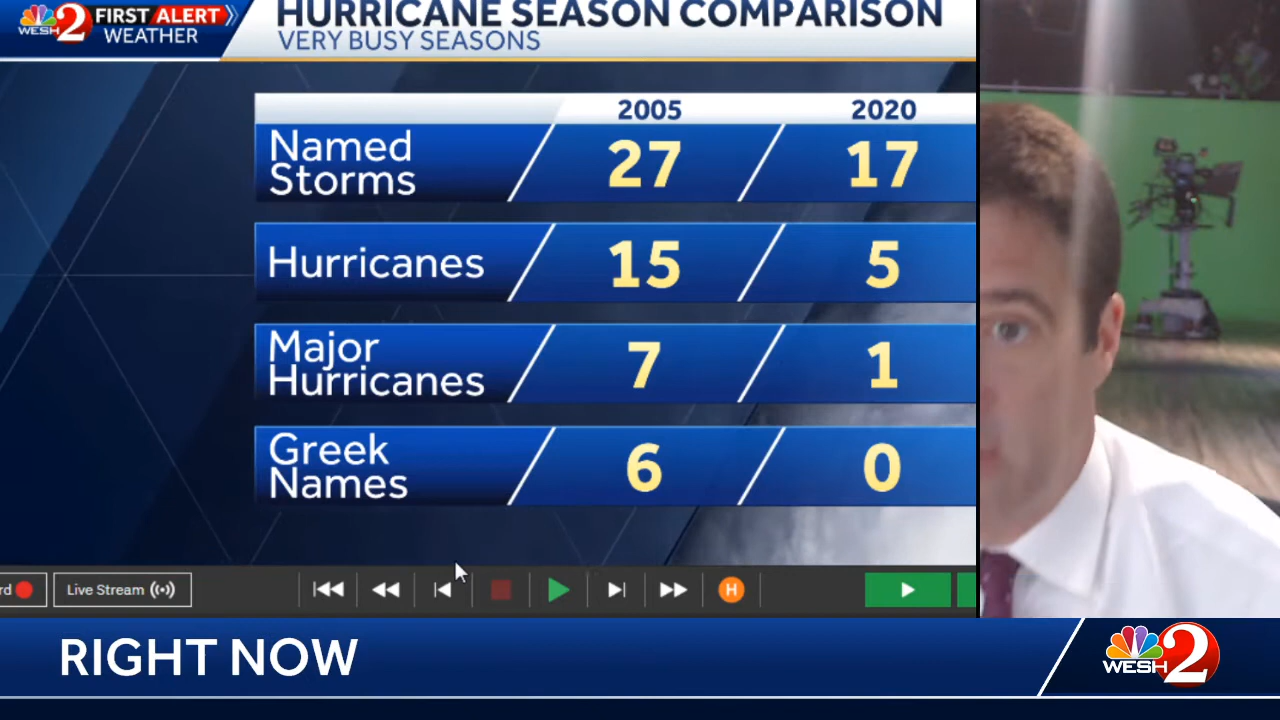 HURRICANE SEASON COMPARISON
FIRST ALERT
WESH 2 WEATHER
VERY BUSY SEASONS
2005 2020
Named
Storms
27 17
Hurricanes 15 5
Major
Hurricanes
7 1
Greek
Names
6 0
rd Live Stream
H
RIGHT NOW
WESH 2